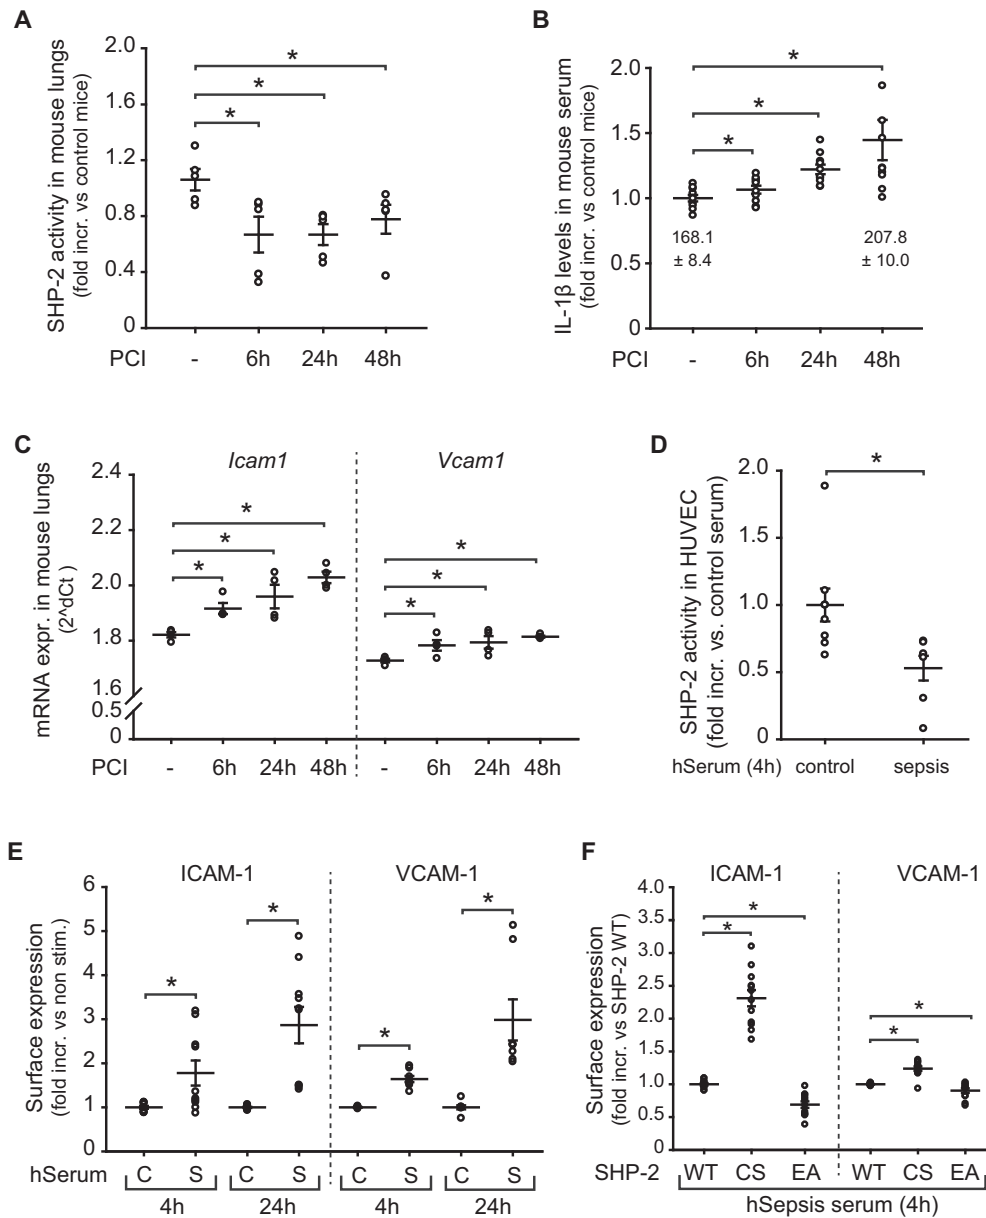 A
SHP-2 activity in mouse lungs
(fold incr. vs control mice)
2.0
1.6
1.2
0.8
0.4
0
*
*
*
PCI - 6h 24h 48h
B
IL-1β levels in mouse serum
(fold incr. vs control mice)
2.0
1.5
1.0
0.5
0
*
*
*
168.1
± 8.4
207.8
± 10.0
PCI - 6h 24h 48h
C
Icam1 Vcam1
mRNA expr. in mouse lungs
(2^dCt )
2.4
2.2
2.0
1.8
1.6
0.5
0
*
*
*
*
*
*
PCI - 6h 24h 48h - 6h 24h 48h
D
SHP-2 activity in HUVEC
(fold incr. vs. control serum)
2.0
1.5
1.0
0.5
0
*
hSerum (4h) control sepsis
E
ICAM-1 VCAM-1
Surface expression
(fold incr. vs non stim.)
6
5
4
3
2
1
0
*
*
*
*
hSerum C S C S C S C S
4h 24h 4h 24h
F
ICAM-1 VCAM-1
Surface expression
(fold incr. vs SHP-2 WT)
4.0
3.5
3.0
2.5
2.0
1.5
1.0
0.5
0
*
*
*
*
SHP-2 WT CS EA WT CS EA
hSepsis serum (4h)